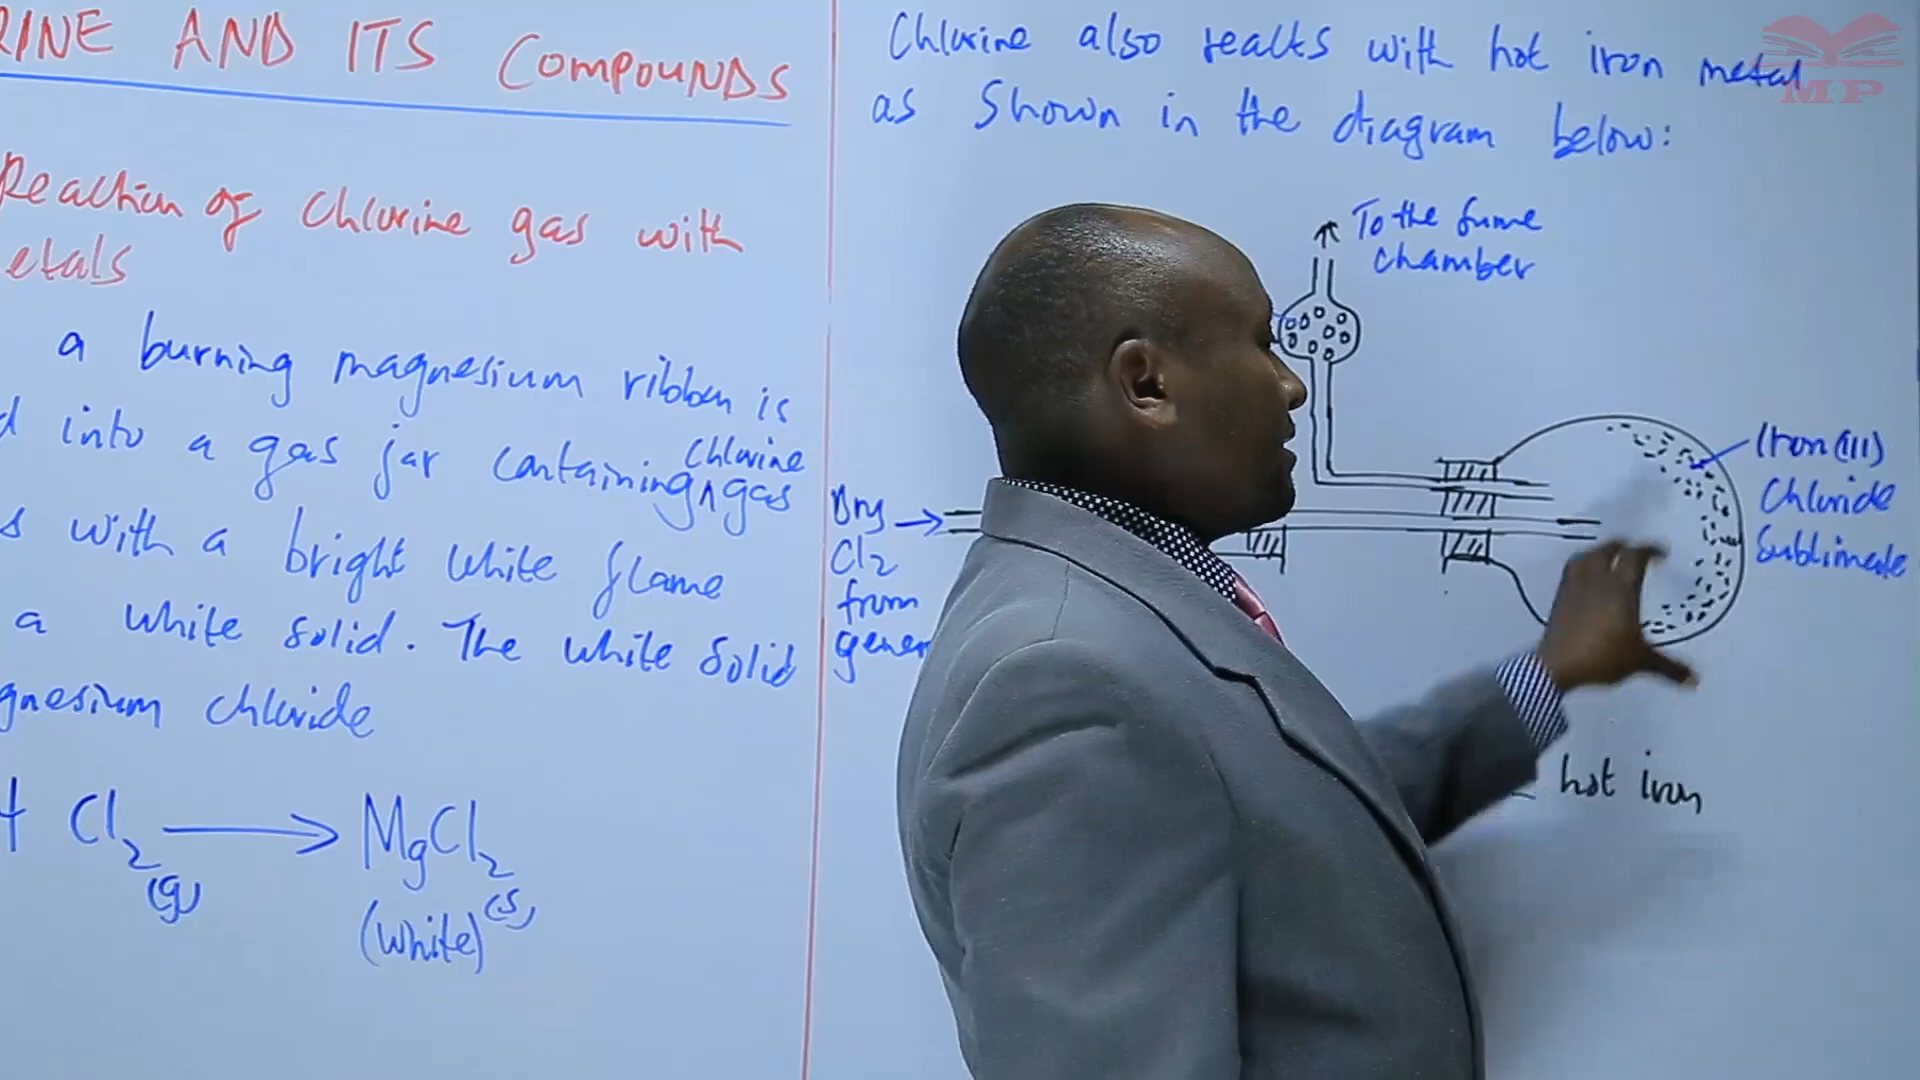 RINE AND ITS COMPOUNDS
Reaction of Chlorine gas with
etals
a burning magnesium ribbon is
d into a gas jar containing ^ chlorine gas
s with a bright white flame
a white solid. The white solid
gnesium chloride
+ Cl2(g) → MgCl2(s)
(white)
Chlorine also reacts with hot iron metal
as shown in the diagram below:
To the fume
chamber
Iron(III)
Chloride
Sublimate
Dry
Cl2
from
gener
hot iron
MP